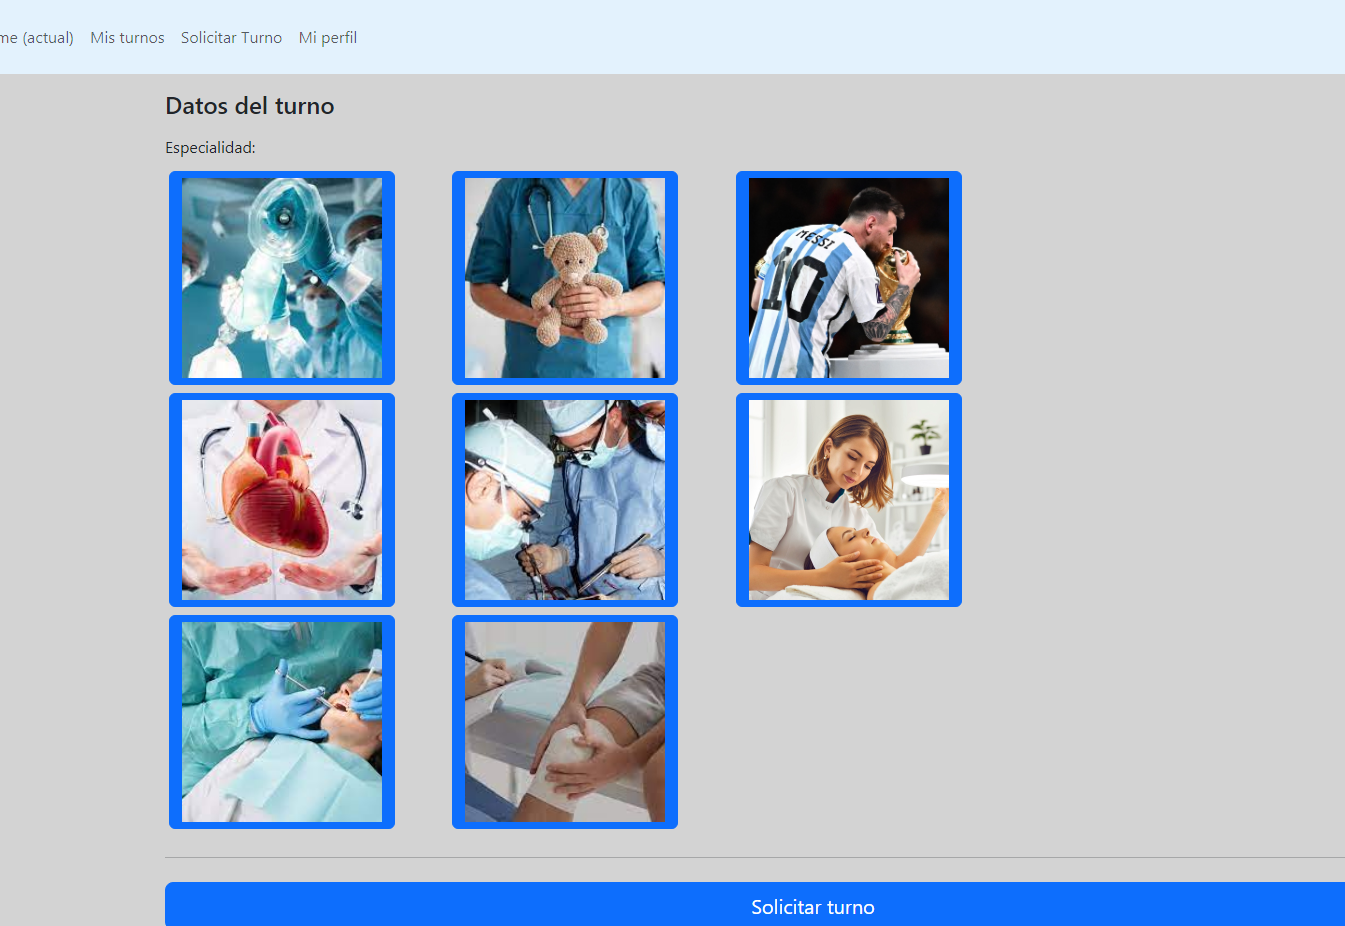 me (actual) Mis turnos Solicitar Turno Mi perfil
Datos del turno
Especialidad:
MESSI
10
Solicitar turno